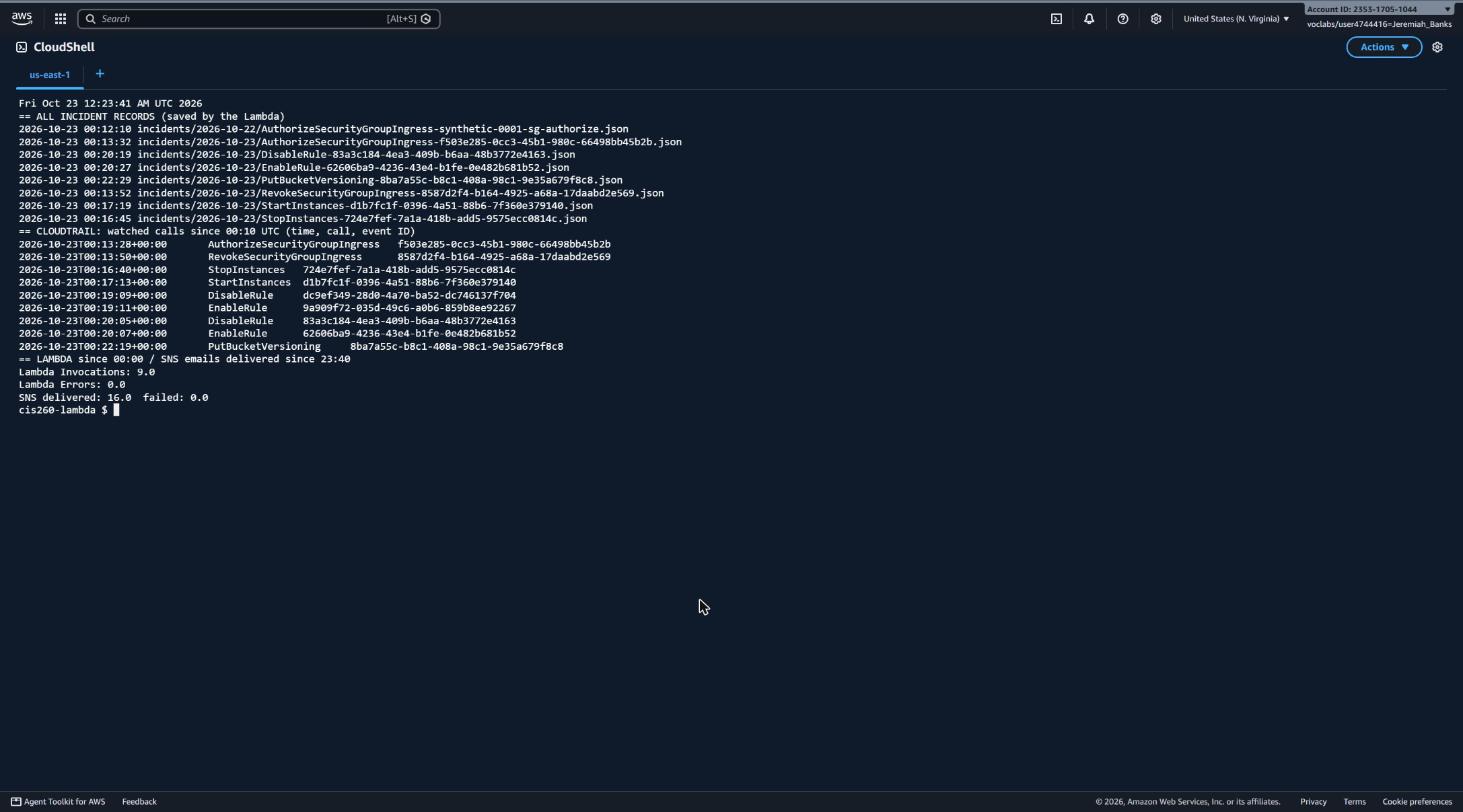 aws
Search [Alt+S]
United States (N. Virginia) ▼
Account ID: 2353-1705-1044 ▼
voclabs/user4744416=Jeremiah_Banks
CloudShell
Actions ▼
us-east-1 +
Fri Oct 23 12:23:41 AM UTC 2026
== ALL INCIDENT RECORDS (saved by the Lambda)
2026-10-23 00:12:10 incidents/2026-10-22/AuthorizeSecurityGroupIngress-synthetic-0001-sg-authorize.json
2026-10-23 00:13:32 incidents/2026-10-23/AuthorizeSecurityGroupIngress-f503e285-0cc3-45b1-980c-66498bb45b2b.json
2026-10-23 00:20:19 incidents/2026-10-23/DisableRule-83a3c184-4ea3-409b-b6aa-48b3772e4163.json
2026-10-23 00:20:27 incidents/2026-10-23/EnableRule-62606ba9-4236-43e4-b1fe-0e482b681b52.json
2026-10-23 00:22:29 incidents/2026-10-23/PutBucketVersioning-8ba7a55c-b8c1-408a-98c1-9e35a679f8c8.json
2026-10-23 00:13:52 incidents/2026-10-23/RevokeSecurityGroupIngress-8587d2f4-b164-4925-a68a-17daabd2e569.json
2026-10-23 00:17:19 incidents/2026-10-23/StartInstances-d1b7fc1f-0396-4a51-88b6-7f360e379140.json
2026-10-23 00:16:45 incidents/2026-10-23/StopInstances-724e7fef-7a1a-418b-add5-9575ecc0814c.json
== CLOUDTRAIL: watched calls since 00:10 UTC (time, call, event ID)
2026-10-23T00:13:28+00:00 AuthorizeSecurityGroupIngress f503e285-0cc3-45b1-980c-66498bb45b2b
2026-10-23T00:13:50+00:00 RevokeSecurityGroupIngress 8587d2f4-b164-4925-a68a-17daabd2e569
2026-10-23T00:16:40+00:00 StopInstances 724e7fef-7a1a-418b-add5-9575ecc0814c
2026-10-23T00:17:13+00:00 StartInstances d1b7fc1f-0396-4a51-88b6-7f360e379140
2026-10-23T00:19:09+00:00 DisableRule dc9ef349-28d0-4a70-ba52-dc746137f704
2026-10-23T00:19:11+00:00 EnableRule 9a909f72-035d-49c6-a0b6-859b8ee92267
2026-10-23T00:20:05+00:00 DisableRule 83a3c184-4ea3-409b-b6aa-48b3772e4163
2026-10-23T00:20:07+00:00 EnableRule 62606ba9-4236-43e4-b1fe-0e482b681b52
2026-10-23T00:22:19+00:00 PutBucketVersioning 8ba7a55c-b8c1-408a-98c1-9e35a679f8c8
== LAMBDA since 00:00 / SNS emails delivered since 23:40
Lambda Invocations: 9.0
Lambda Errors: 0.0
SNS delivered: 16.0 failed: 0.0
cis260-lambda $
Agent Toolkit for AWS Feedback © 2026, Amazon Web Services, Inc. or its affiliates. Privacy Terms Cookie preferences